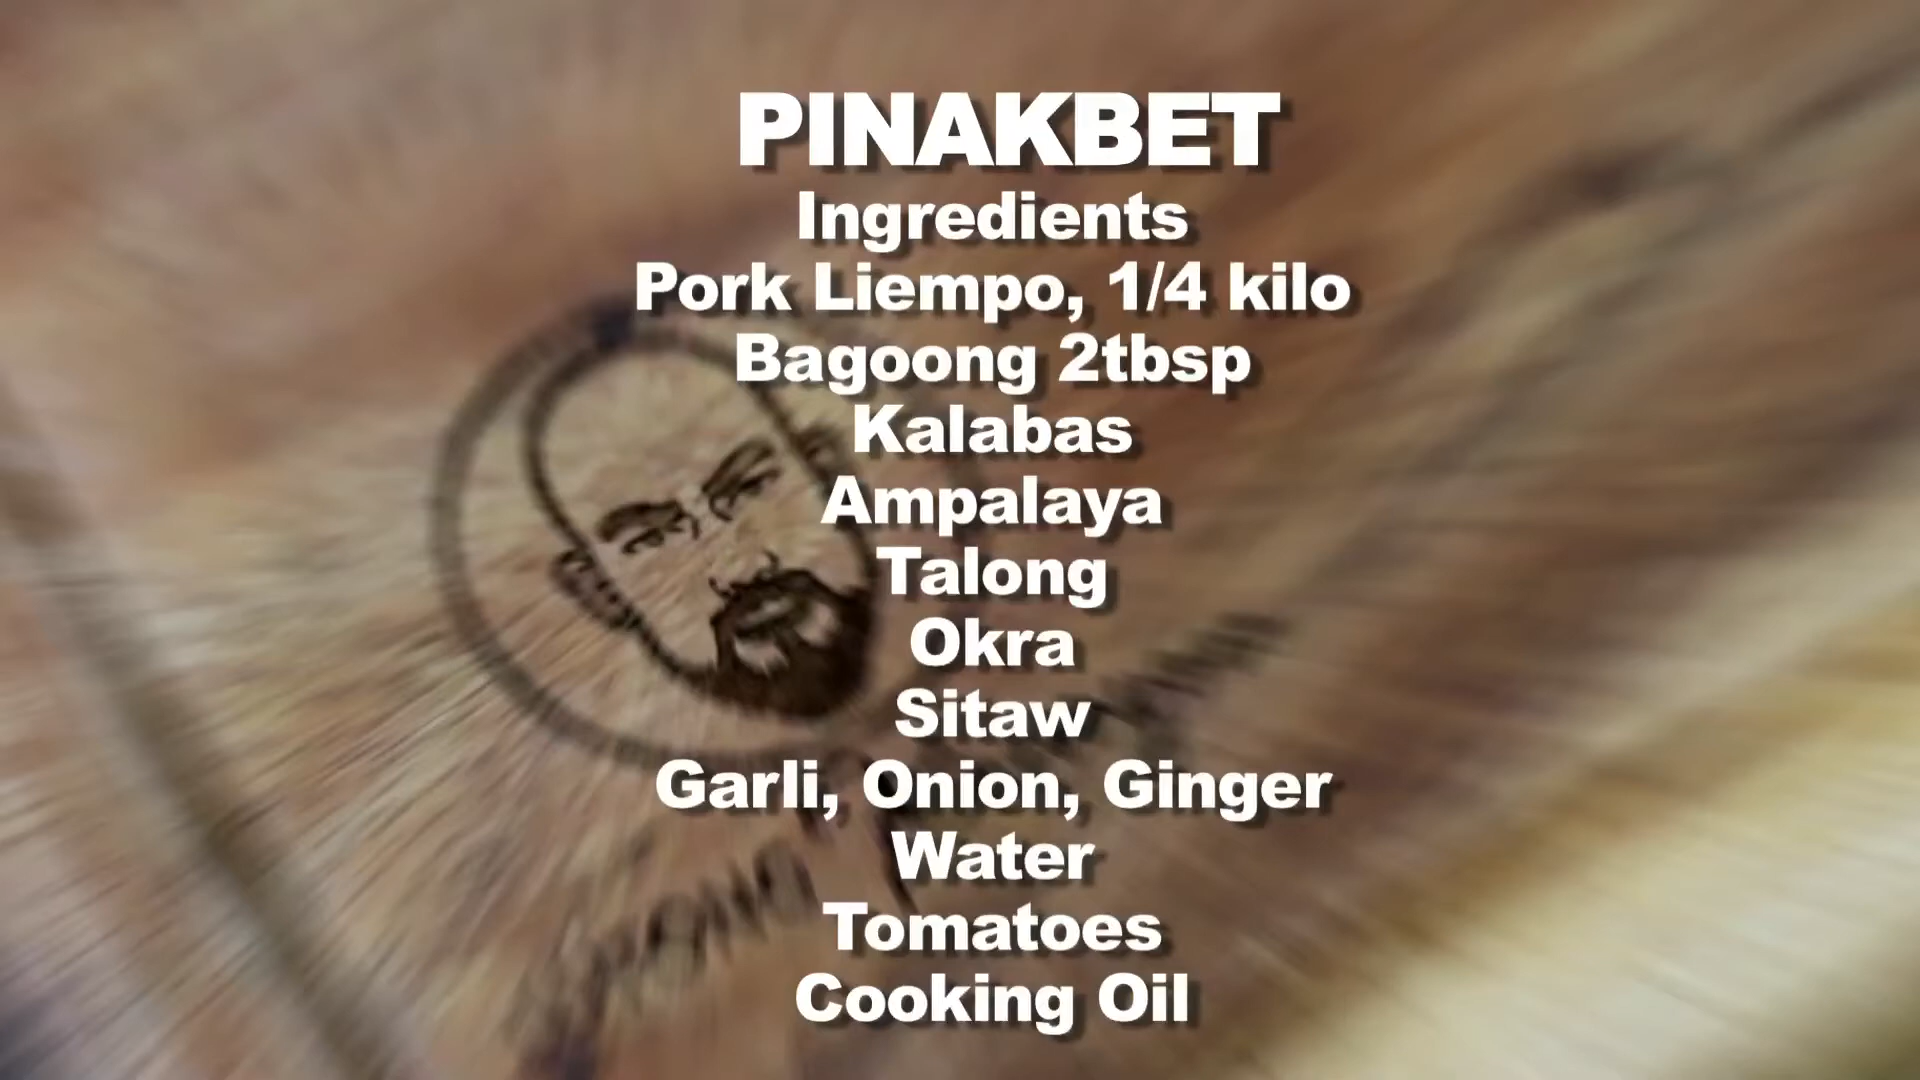 PINAKBET
Ingredients
Pork Liempo, 1/4 kilo
Bagoong 2tbsp
Kalabas
Ampalaya
Talong
Okra
Sitaw
Garli, Onion, Ginger
Water
Tomatoes
Cooking Oil